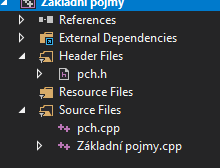 Základní pojmy
References
External Dependencies
Header Files
pch.h
Resource Files
Source Files
pch.cpp
Základní pojmy.cpp